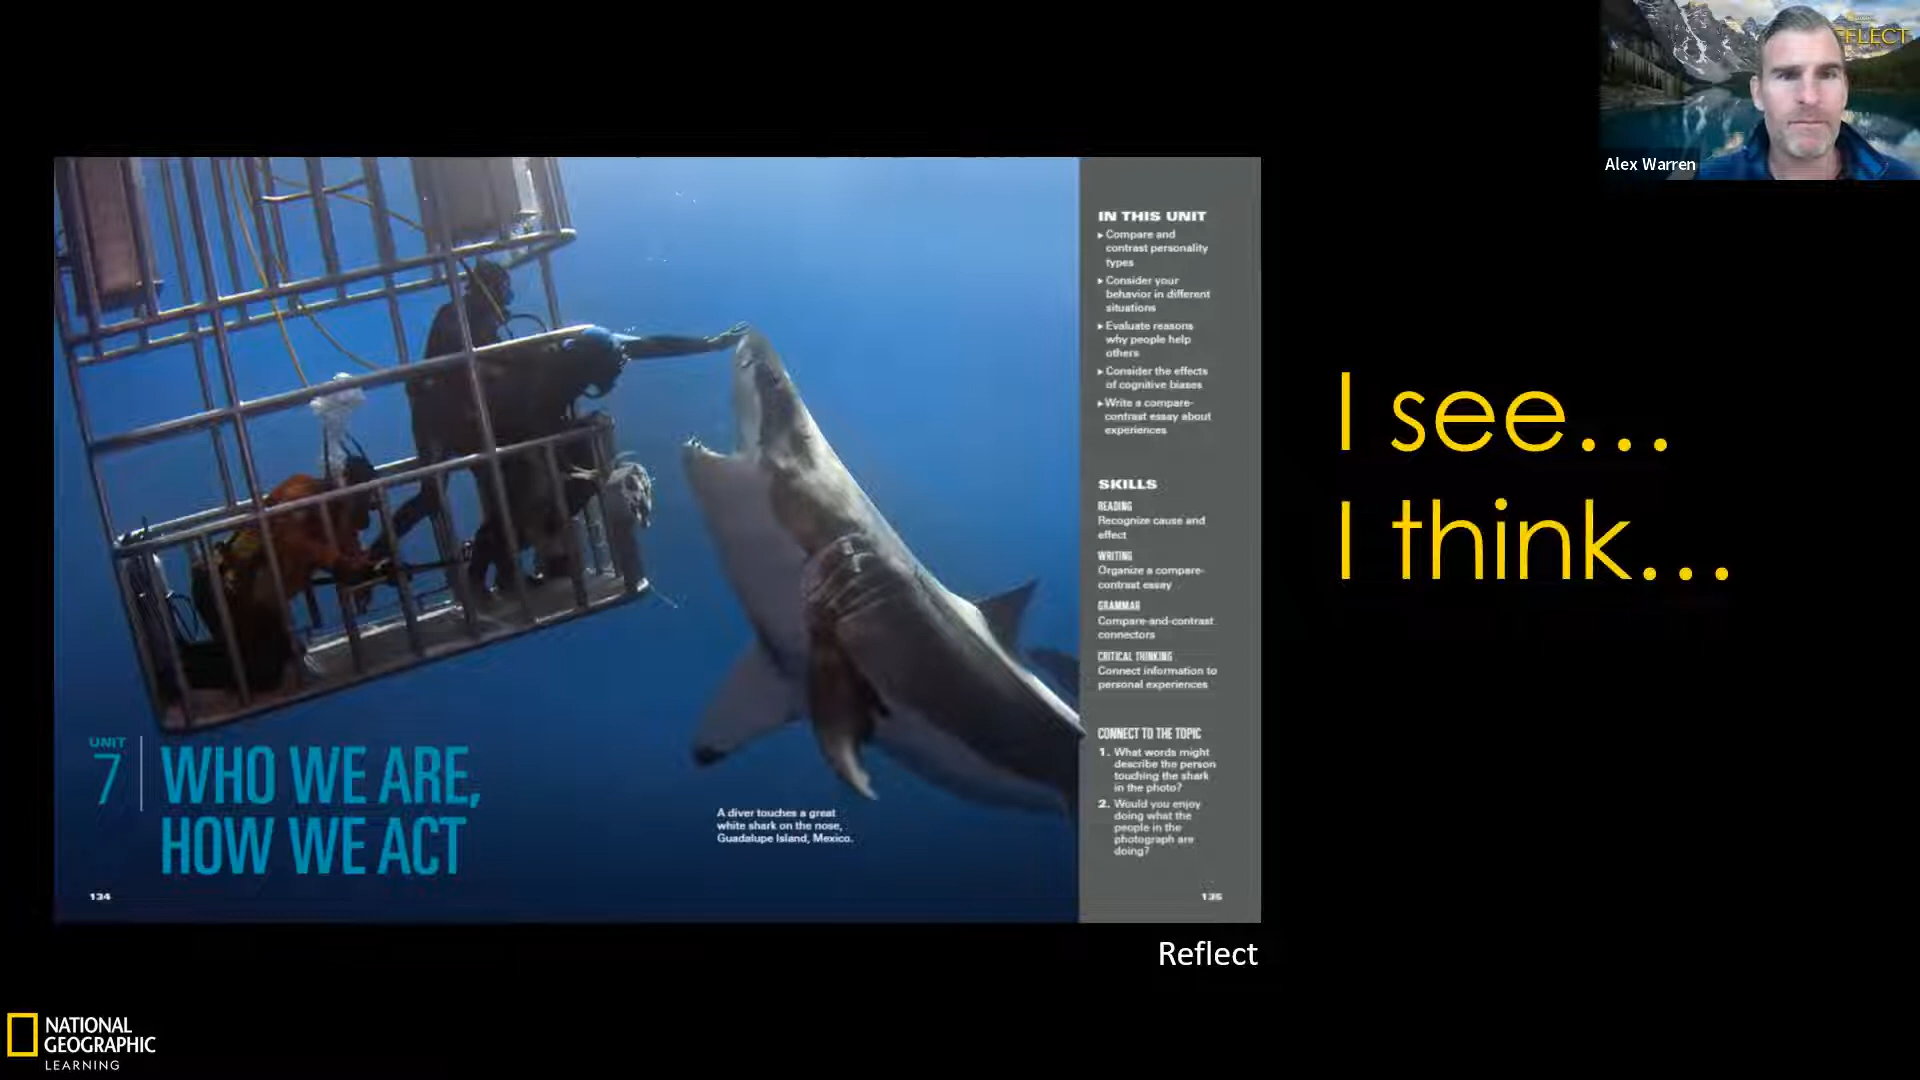 FLECT
Alex Warren
IN THIS UNIT
▸ Compare and
contrast personality
types
▸ Consider your
behavior in different
situations
▸ Evaluate reasons
why people help
others
▸ Consider the effects
of cognitive biases
▸ Write a compare-
contrast essay about
experiences
SKILLS
READING
Recognize cause and
effect
WRITING
Organize a compare-
contrast essay
GRAMMAR
Compare-and-contrast
connectors
CRITICAL THINKING
Connect information to
personal experiences
CONNECT TO THE TOPIC
1. What words might
describe the person
touching the shark
in the photo?
2. Would you enjoy
doing what the
people in the
photograph are
doing?
135
I see...
I think...
UNIT
7
WHO WE ARE,
HOW WE ACT
A diver touches a great
white shark on the nose,
Guadalupe Island, Mexico.
134
Reflect
NATIONAL
GEOGRAPHIC
LEARNING